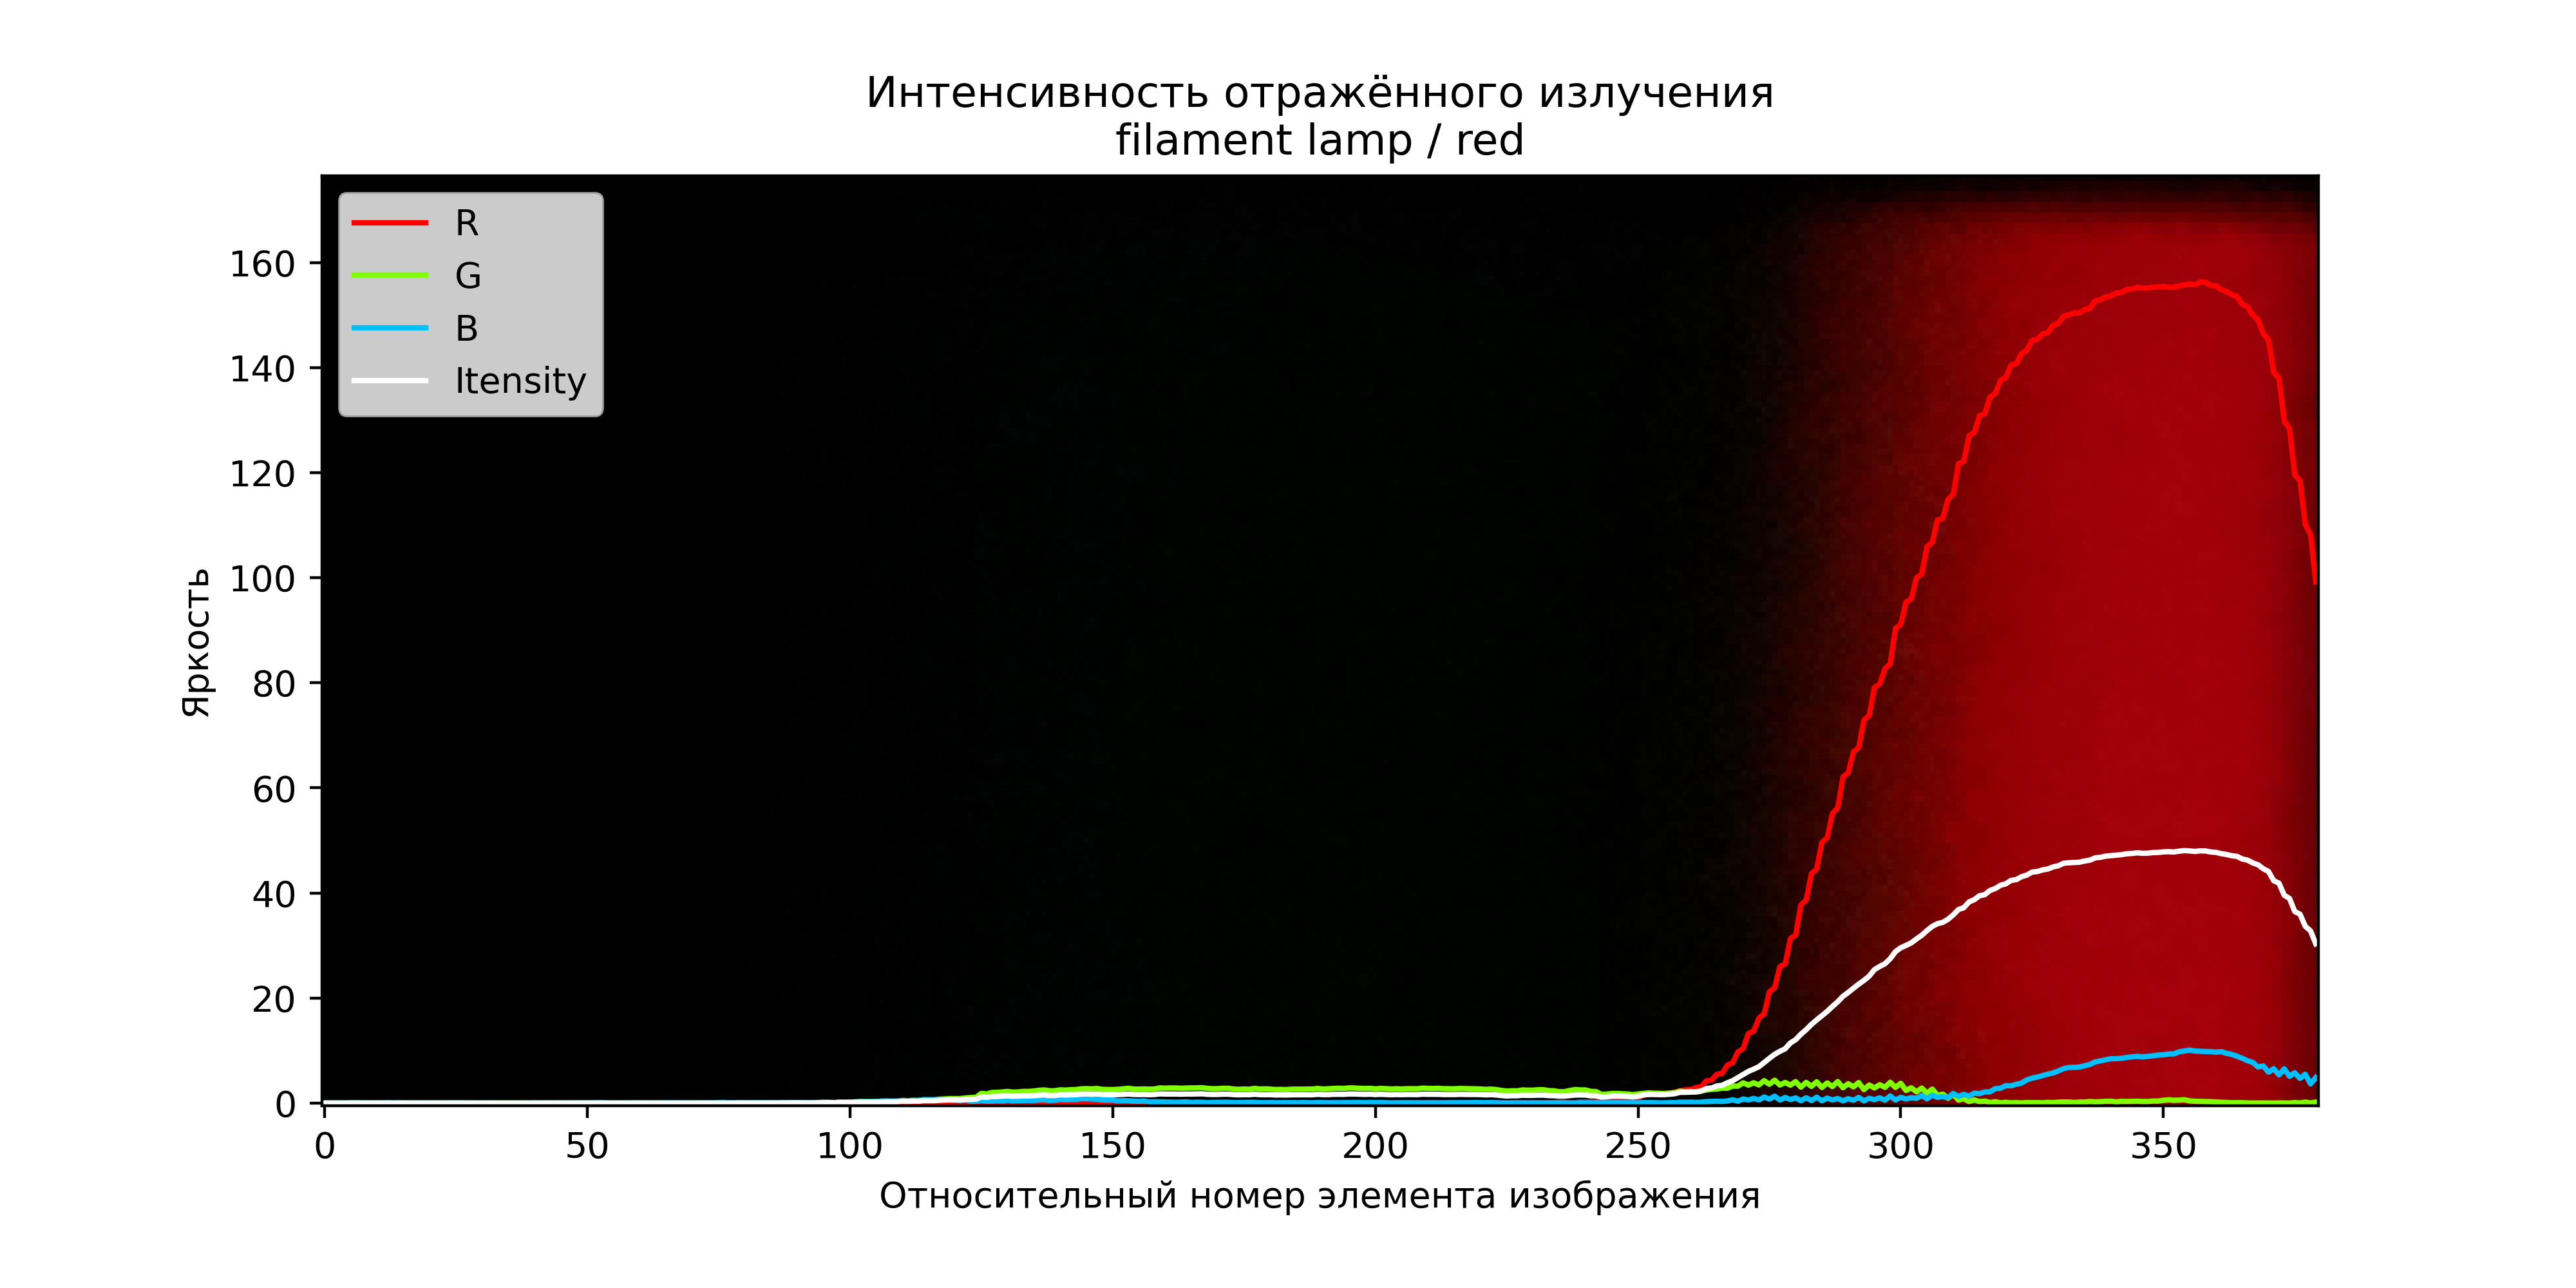 Интенсивность отражённого излучения
filament lamp / red
R
G
B
Itensity
Яркость
160
140
120
100
80
60
40
20
0
0 50 100 150 200 250 300 350
Относительный номер элемента изображения